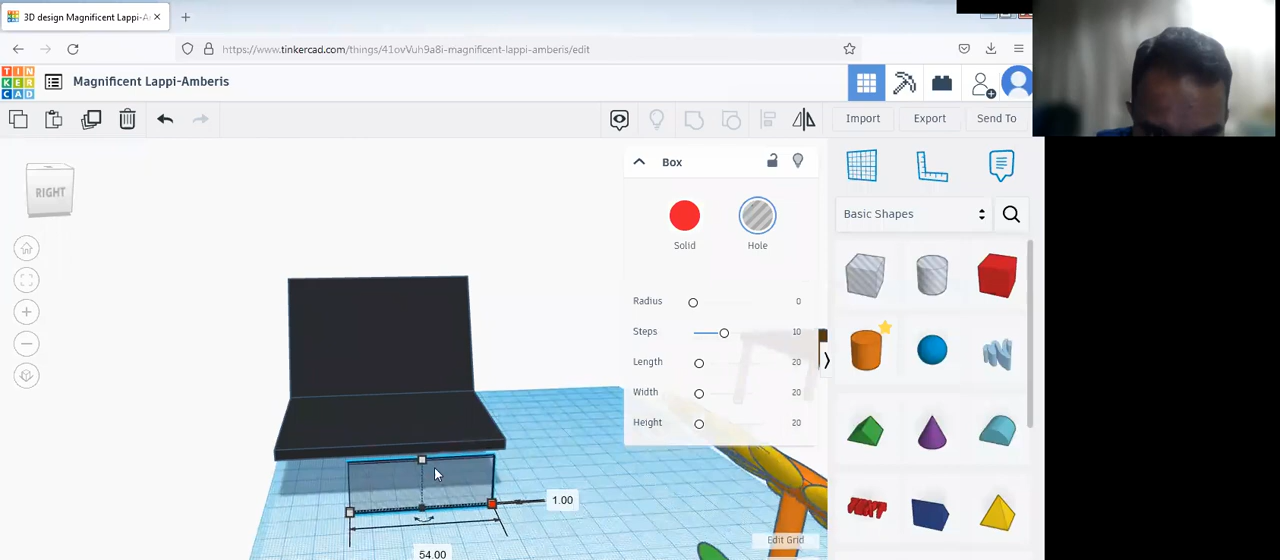 3D design Magnificent Lappi-A
https://www.tinkercad.com/things/41ovVuh9a8i-magnificent-lappi-amberis/edit
TIN
KER
CAD
Magnificent Lappi-Amberis
Import
Export
Send To
RIGHT
Box
Solid
Hole
Radius 0
Steps 10
Length 20
Width 20
Height 20
Basic Shapes
TEXT
1.00
54.00
Edit Grid